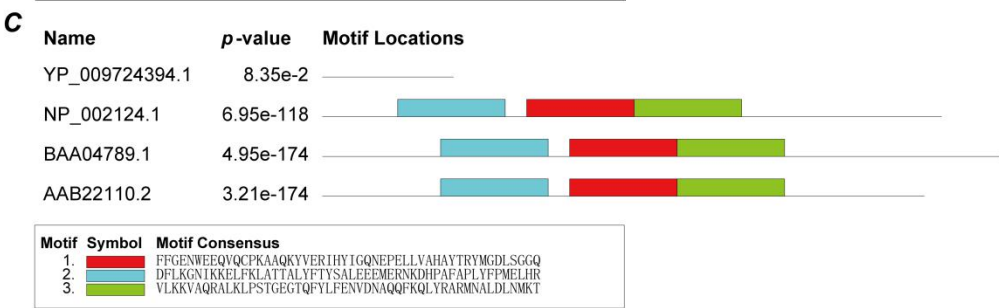 C
Name p-value Motif Locations
YP_009724394.1 8.35e-2
NP_002124.1 6.95e-118
BAA04789.1 4.95e-174
AAB22110.2 3.21e-174
Motif Symbol Motif Consensus
1. FFGENWEEQVQCPKAAQKYVERIHYIGQNEPELLVAHAYTRYMGDLSGGQ
2. DFLKGNIKKELFKLATTALYFTYSALEEEMERNKDHPAFAPLYFPMELHR
3. VLKKVAQRALKLPSTGEGTQFYLFENVDNAQQFKQLYRARMNALDLNMKT